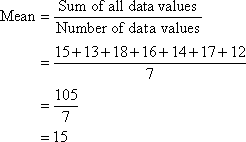 Mean = Sum of all data values / Number of data values
= 15+13+18+16+14+17+12 / 7
= 105 / 7
= 15